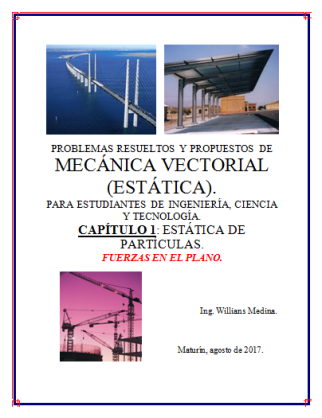 PROBLEMAS RESUELTOS Y PROPUESTOS DE
MECÁNICA VECTORIAL
(ESTÁTICA).
PARA ESTUDIANTES DE INGENIERÍA, CIENCIA
Y TECNOLOGÍA.
CAPÍTULO 1: ESTÁTICA DE
PARTÍCULAS.
FUERZAS EN EL PLANO.
Ing. Willians Medina.
Maturín, agosto de 2017.